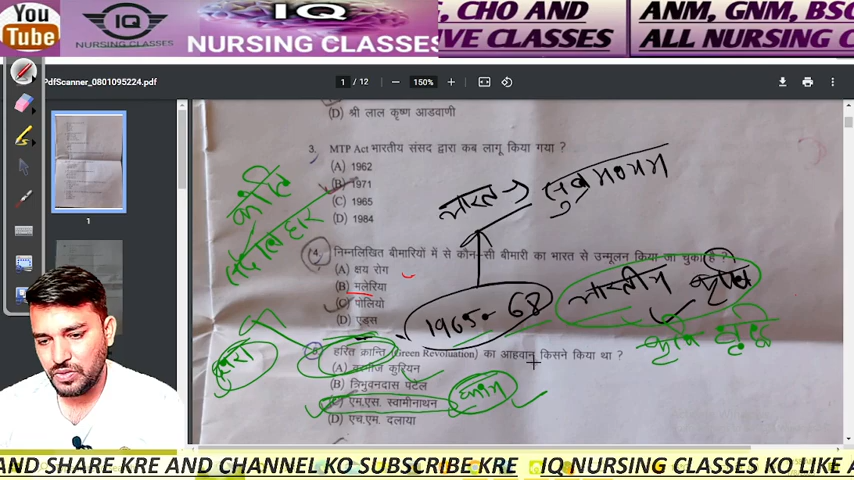 You Tube
IQ
NURSING CLASSES
IQ
NURSING CLASSES
, CHO AND
VE CLASSES
ANM, GNM, BSC
ALL NURSING C
PdfScanner_0801095224.pdf
1 / 12
150%
(D) श्री लाल कृष्ण आडवाणी
3. MTP Act भारतीय संसद द्वारा कब लागू किया गया ?
(A) 1962
(B) 1971
(C) 1965
(D) 1984
भारत
4. निम्नलिखित बीमारियों में से कौन-सी बीमारी का भारत से उन्मूलन किया जा चुका है ?
(A) क्षय रोग
(B) मलेरिया
(C) पोलियो
(D) एड्स
1965-68
भारतीय कृषि
कृषि
5. हरित क्रान्ति (Green Revoluation) का आहवान किसने किया था ?
(A) वर्गीज कुरियन
(B) त्रिभुवनदास पटेल
(C) एम.एस. स्वामीनाथन
(D) एच.एम. दलाया
1
AND SHARE KRE AND CHANNEL KO SUBSCRIBE KRE
IQ NURSING CLASSES KO LIKE A